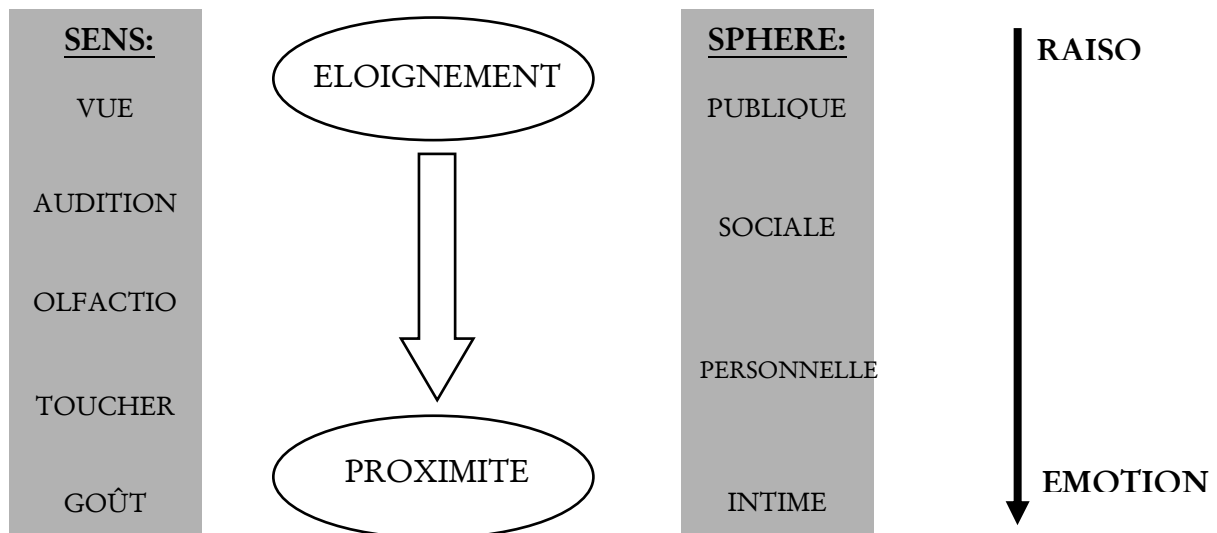 SENS:
VUE
AUDITION
OLFACTIO
TOUCHER
GOÛT
ELOIGNEMENT
PROXIMITE
SPHERE:
PUBLIQUE
SOCIALE
PERSONNELLE
INTIME
RAISO
EMOTION